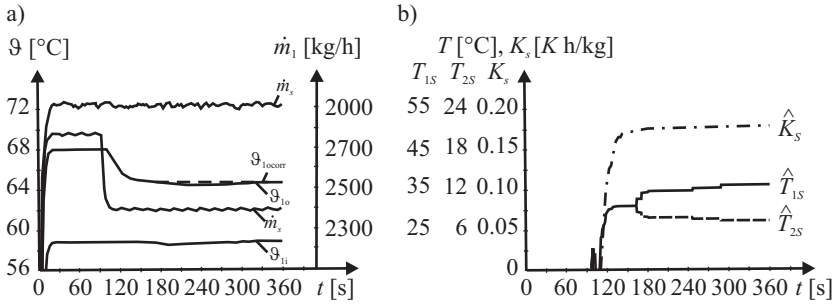 a)
ϑ [°C]
ṁ₁ [kg/h]
72
68
64
60
56
2000
2700
2500
2300
ṁₛ
ϑ₁ₒcorr
ϑ₁ₒ
ṁₛ
ϑ₁ᵢ
0 60 120 180 240 300 360 t [s]
b)
T [°C], Kₛ[K h/kg]
T₁S T₂S Kₛ
55 24 0.20
45 18 0.15
35 12 0.10
25 6 0.05
0
K̂S
T̂₁S
T̂₂S
0 60 120 180 240 300 360 t [s]